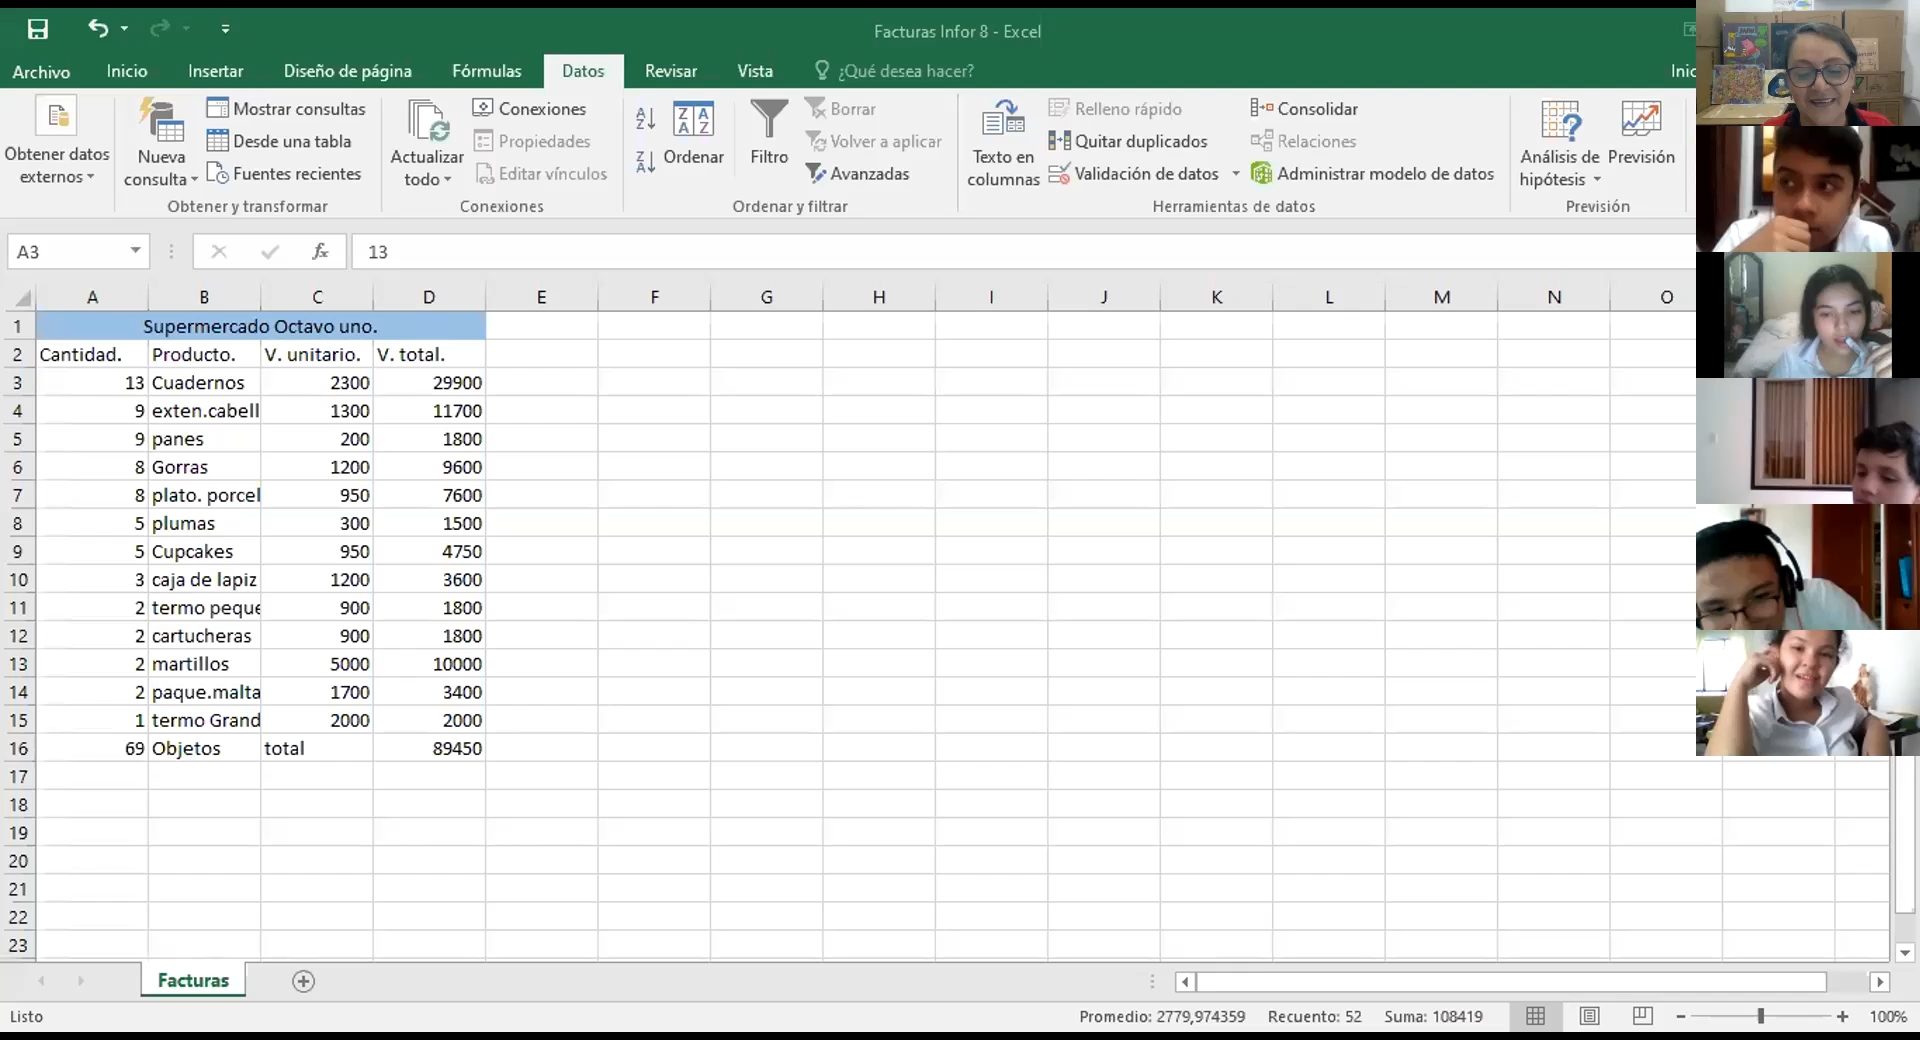 Facturas Infor 8 - Excel
Archivo Inicio Insertar Diseño de página Fórmulas Datos Revisar Vista ¿Qué desea hacer? Inic
Obtener datos externos
Nueva consulta
Mostrar consultas
Desde una tabla
Fuentes recientes
Obtener y transformar
Actualizar todo
Conexiones
Propiedades
Editar vínculos
Conexiones
Ordenar
Filtro
Borrar
Volver a aplicar
Avanzadas
Ordenar y filtrar
Texto en columnas
Relleno rápido
Quitar duplicados
Validación de datos
Consolidar
Relaciones
Administrar modelo de datos
Herramientas de datos
Análisis de hipótesis
Previsión
Previsión
A3 fx 13
A B C D E F G H I J K L M N O
1 Supermercado Octavo uno.
2 Cantidad. Producto. V. unitario. V. total.
3 13 Cuadernos 2300 29900
4 9 exten.cabell 1300 11700
5 9 panes 200 1800
6 8 Gorras 1200 9600
7 8 plato. porcel 950 7600
8 5 plumas 300 1500
9 5 Cupcakes 950 4750
10 3 caja de lapiz 1200 3600
11 2 termo peque 900 1800
12 2 cartucheras 900 1800
13 2 martillos 5000 10000
14 2 paque.malta 1700 3400
15 1 termo Grand 2000 2000
16 69 Objetos total 89450
17
18
19
20
21
22
23
Facturas
Listo Promedio: 2779,974359 Recuento: 52 Suma: 108419 100%